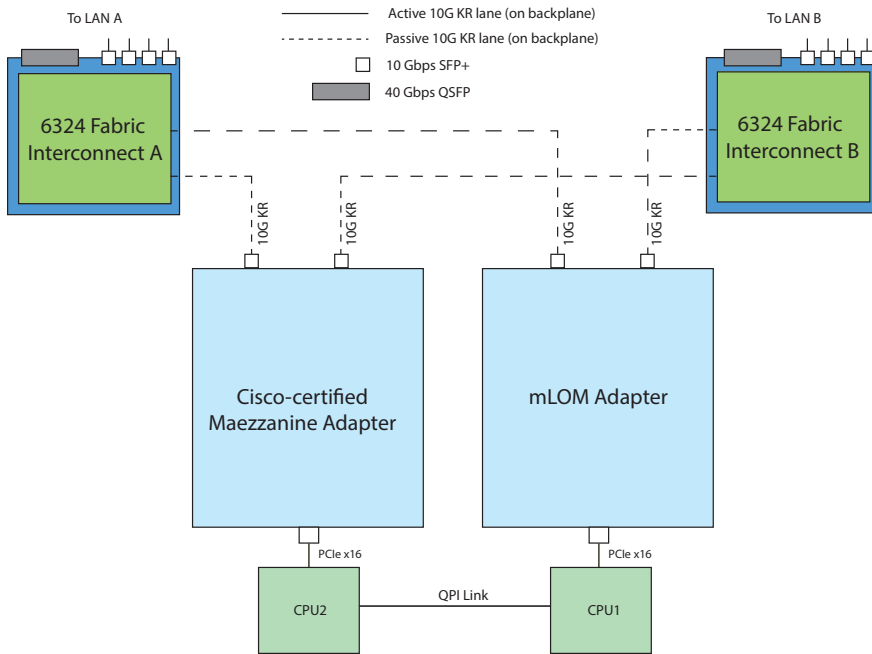 To LAN A
Active 10G KR lane (on backplane)
To LAN B
Passive 10G KR lane (on backplane)
10 Gbps SFP+
40 Gbps QSFP
6324 Fabric
Interconnect A
6324 Fabric
Interconnect B
10G KR
10G KR
10G KR
10G KR
Cisco-certified
Maezzanine Adapter
mLOM Adapter
PCIe x16
PCIe x16
CPU2
QPI Link
CPU1